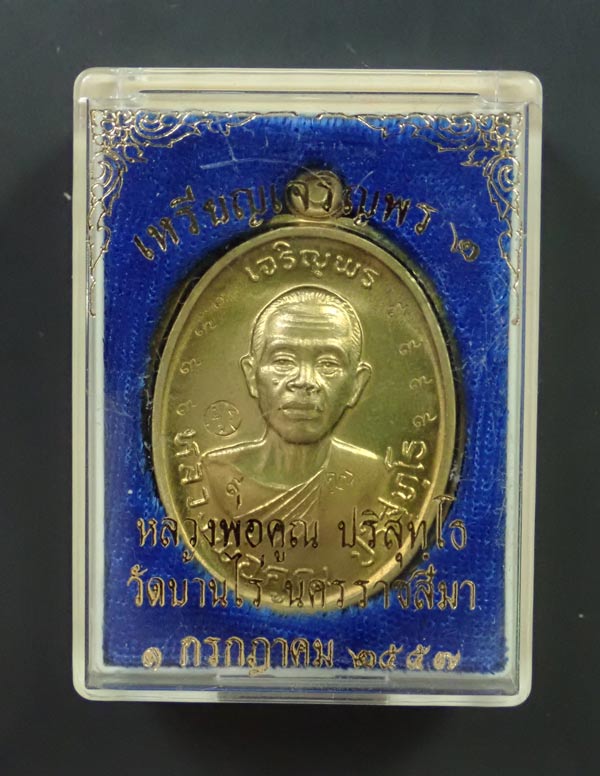 เหรียญเจริญพร ๒
เจริญพร
หลวงพ่อคูณ ปริสุทฺโธ
วัดบ้านไร่ นครราชสีมา
๑ กรกฎาคม ๒๕๕๗